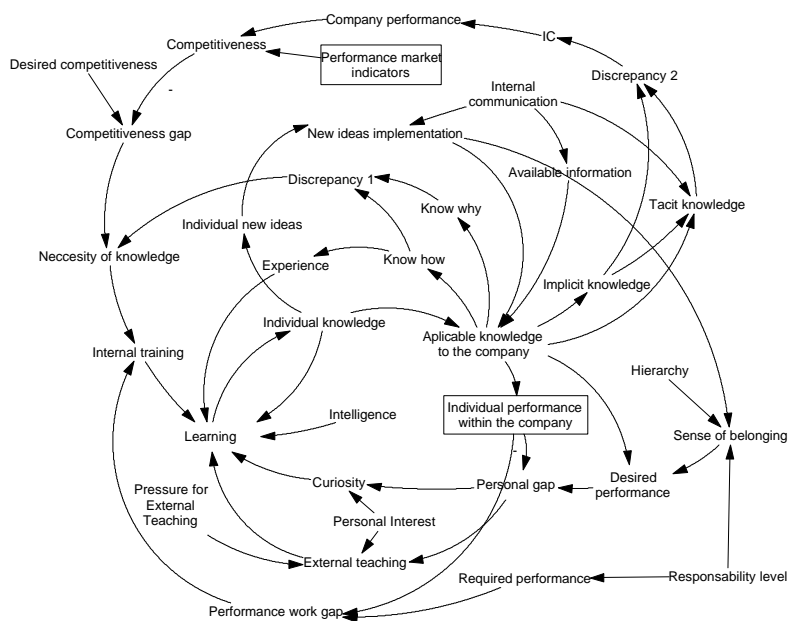 Company performance
IC
Competitiveness
Performance market
indicators
Desired competitiveness
-
Discrepancy 2
Internal
communication
Competitiveness gap
New ideas implementation
Available information
Discrepancy 1
Know why
Tacit knowledge
Individual new ideas
Neccesity of knowledge
Experience
Know how
Implicit knowledge
Individual knowledge
Aplicable knowledge
to the company
Internal training
Hierarchy
Individual performance
within the company
Intelligence
Learning
Sense of belonging
-
Curiosity
Personal gap
Desired
performance
Pressure for
External
Teaching
Personal Interest
External teaching
Required performance
Responsability level
Performance work gap